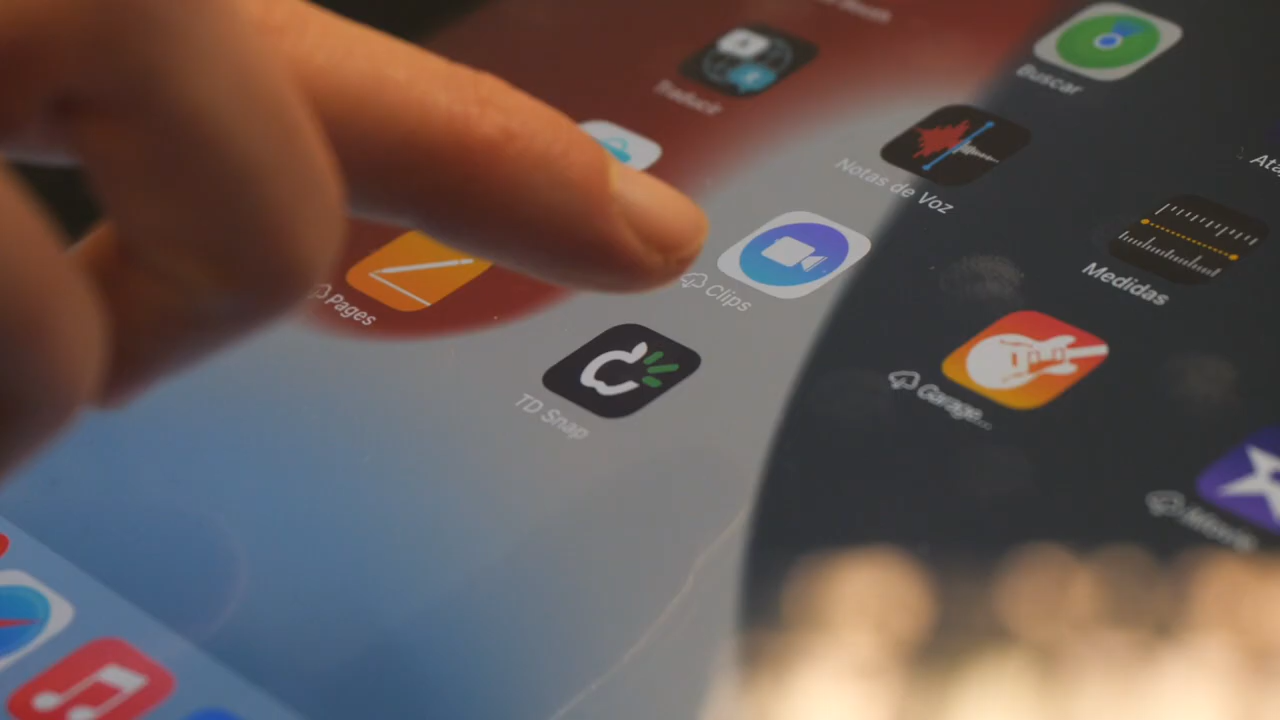 Traducir
Buscar
Notas de Voz
Medidas
Pages
Clips
Garage...
TD Snap